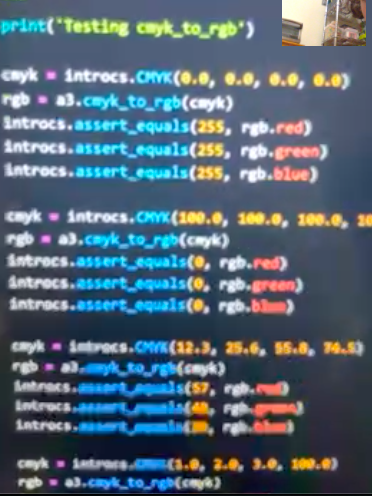 print('Testing cmyk_to_rgb')
cmyk = introcs.CMYK(0.0, 0.0, 0.0, 0.0)
rgb = a3.cmyk_to_rgb(cmyk)
introcs.assert_equals(255, rgb.red)
introcs.assert_equals(255, rgb.green)
introcs.assert_equals(255, rgb.blue)
cmyk = introcs.CMYK(100.0, 100.0, 100.0, 10
rgb = a3.cmyk_to_rgb(cmyk)
introcs.assert_equals(0, rgb.red)
introcs.assert_equals(0, rgb.green)
introcs.assert_equals(0, rgb.blue)
cmyk = introcs.CMYK(12.3, 25.6, 55.8, 74.5)
rgb = a3.cmyk_to_rgb(cmyk)
introcs.assert_equals(57, rgb.red)
introcs.assert_equals( , rgb.green)
introcs.assert_equals( , rgb.blue)
cmyk = introcs.CMYK(1.0, 2.0, 3.0, 100.0)
rgb = a3.cmyk_to_rgb(cmyk)